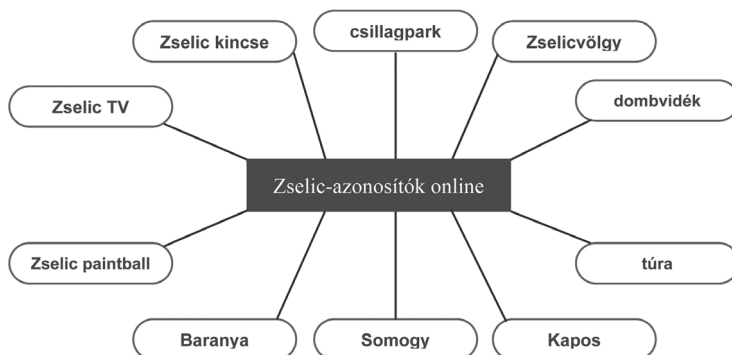 csillagpark
Zselic kincse
Zselicvölgy
Zselic TV
dombvidék
Zselic-azonosítók online
Zselic paintball
túra
Baranya
Somogy
Kapos